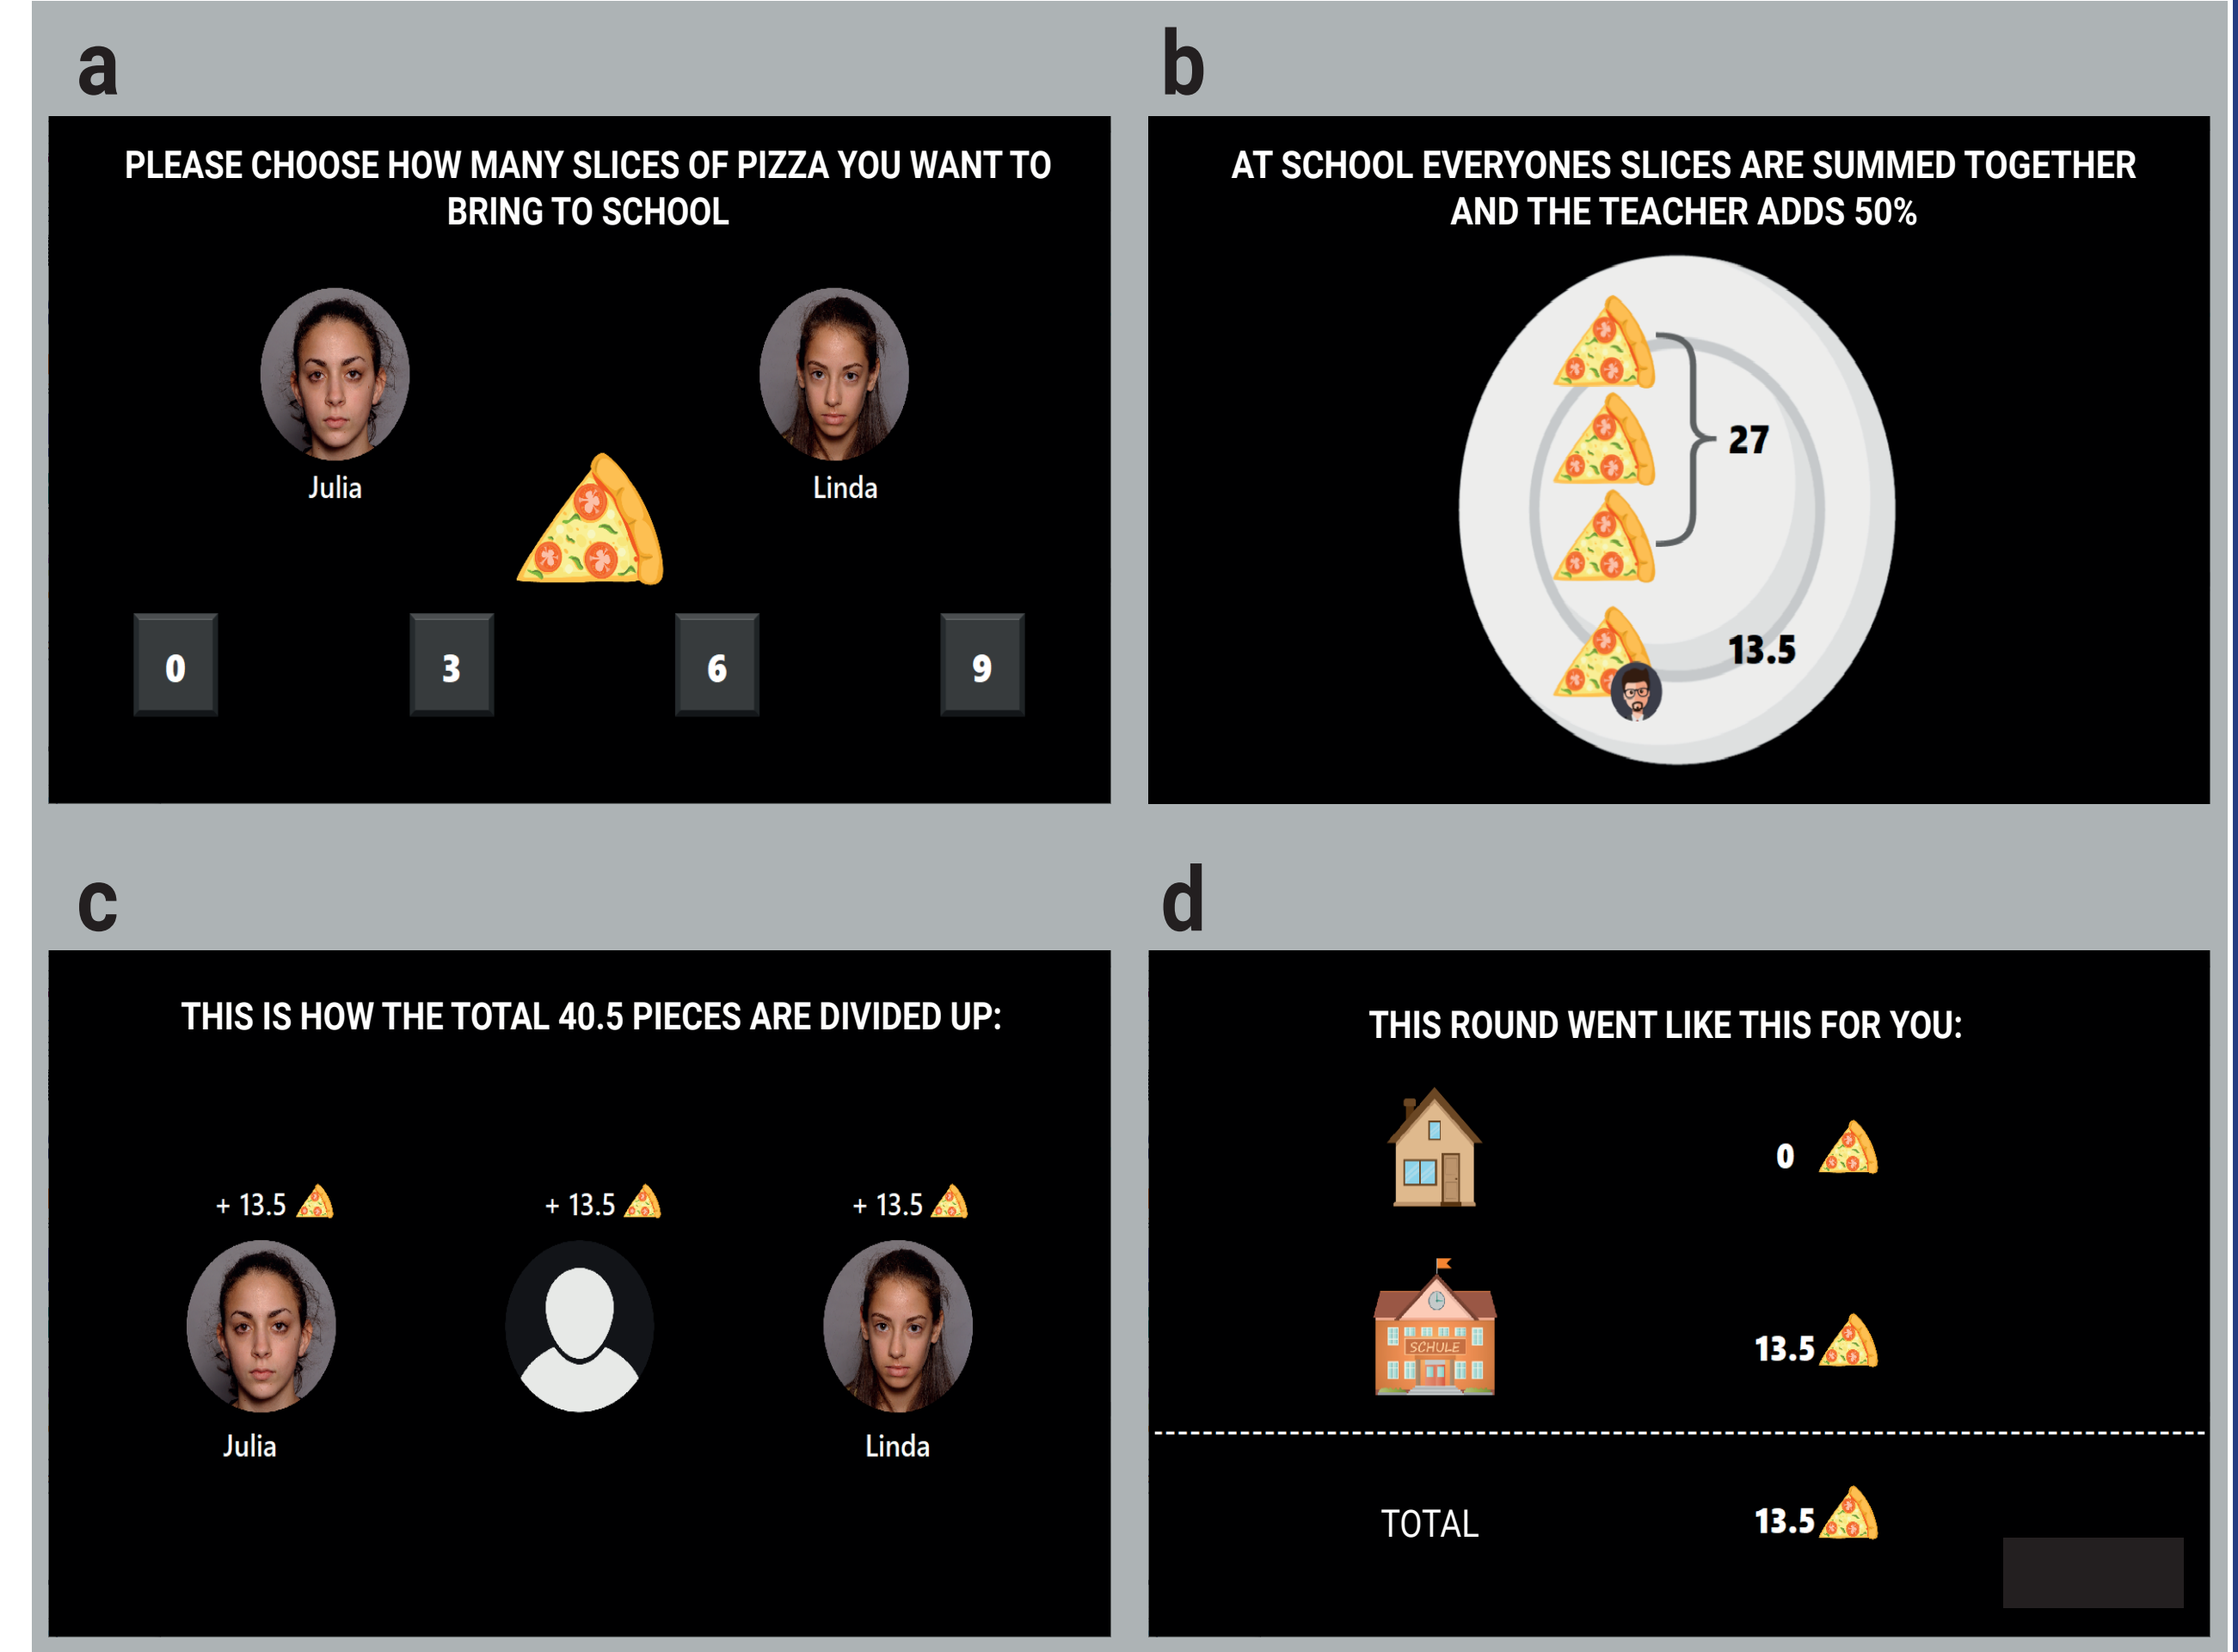 a
PLEASE CHOOSE HOW MANY SLICES OF PIZZA YOU WANT TO
BRING TO SCHOOL
Julia
Linda
0
3
6
9
b
AT SCHOOL EVERYONES SLICES ARE SUMMED TOGETHER
AND THE TEACHER ADDS 50%
27
13.5
c
THIS IS HOW THE TOTAL 40.5 PIECES ARE DIVIDED UP:
+ 13.5
+ 13.5
+ 13.5
Julia
Linda
d
THIS ROUND WENT LIKE THIS FOR YOU:
0
SCHULE
13.5
TOTAL
13.5